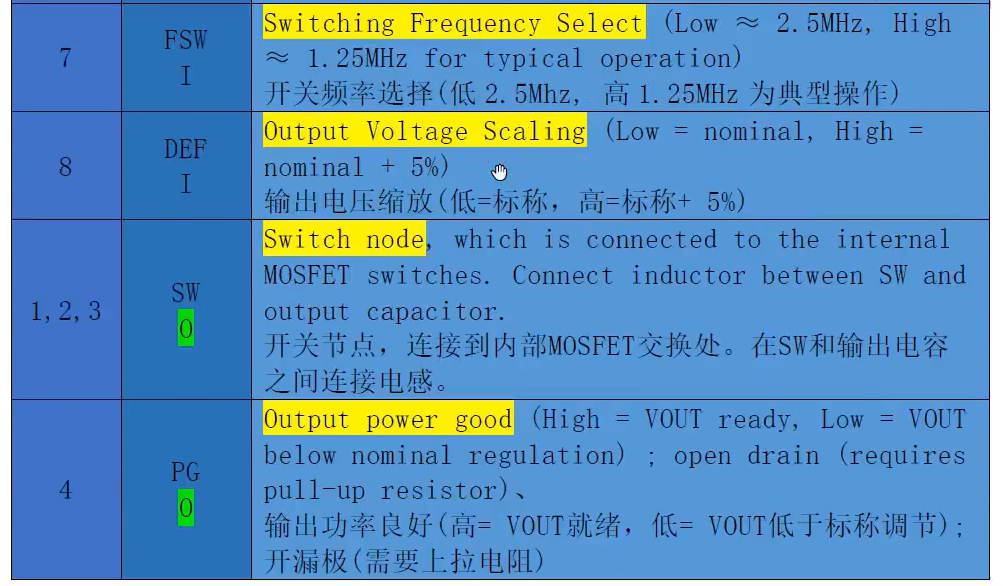 7
FSW
I
Switching Frequency Select (Low ≈ 2.5MHz, High
≈ 1.25MHz for typical operation)
开关频率选择(低 2.5Mhz, 高 1.25MHz 为典型操作)
8
DEF
I
Output Voltage Scaling (Low = nominal, High =
nominal + 5%)
输出电压缩放(低=标称，高=标称+ 5%)
1,2,3
SW
O
Switch node, which is connected to the internal
MOSFET switches. Connect inductor between SW and
output capacitor.
开关节点，连接到内部MOSFET交换处。在SW和输出电容
之间连接电感。
4
PG
O
Output power good (High = VOUT ready, Low = VOUT
below nominal regulation) ; open drain (requires
pull-up resistor)、
输出功率良好(高= VOUT就绪，低= VOUT低于标称调节);
开漏极(需要上拉电阻)